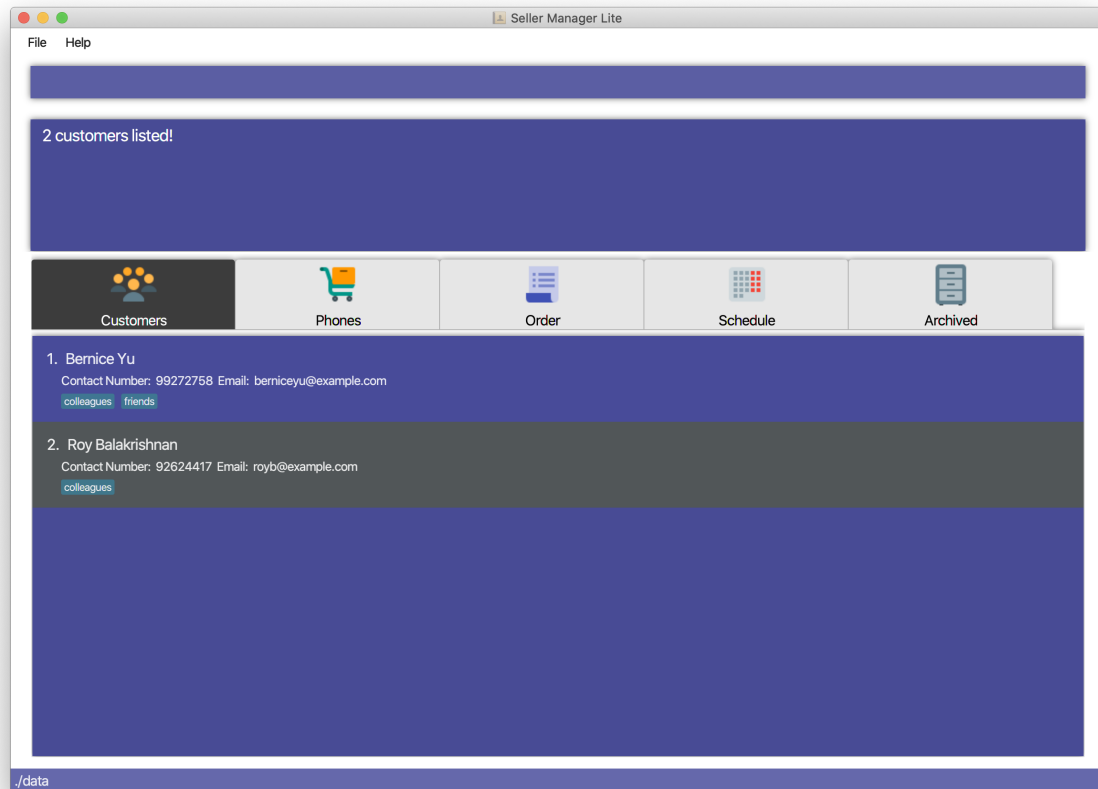 Seller Manager Lite
File Help
2 customers listed!
Customers Phones Order Schedule Archived
1. Bernice Yu
Contact Number: 99272758 Email: berniceyu@example.com
colleagues friends
2. Roy Balakrishnan
Contact Number: 92624417 Email: royb@example.com
colleagues
./data